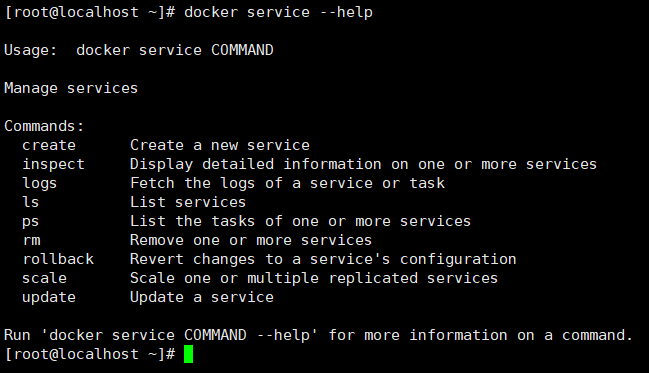 [root@localhost ~]# docker service --help
Usage:  docker service COMMAND
Manage services
Commands:
  create      Create a new service
  inspect     Display detailed information on one or more services
  logs        Fetch the logs of a service or task
  ls          List services
  ps          List the tasks of one or more services
  rm          Remove one or more services
  rollback    Revert changes to a service's configuration
  scale       Scale one or multiple replicated services
  update      Update a service
Run 'docker service COMMAND --help' for more information on a command.
[root@localhost ~]#